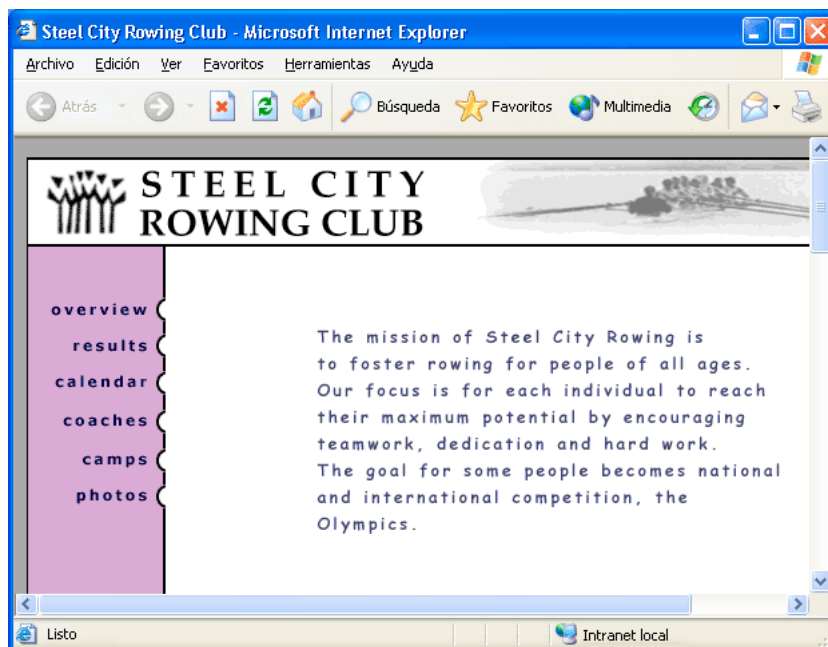 Steel City Rowing Club - Microsoft Internet Explorer
Archivo Edición Ver Favoritos Herramientas Ayuda
Atrás Búsqueda Favoritos Multimedia
STEEL CITY
ROWING CLUB
overview
results
calendar
coaches
camps
photos
The mission of Steel City Rowing is
to foster rowing for people of all ages.
Our focus is for each individual to reach
their maximum potential by encouraging
teamwork, dedication and hard work.
The goal for some people becomes national
and international competition, the
Olympics.
Listo Intranet local